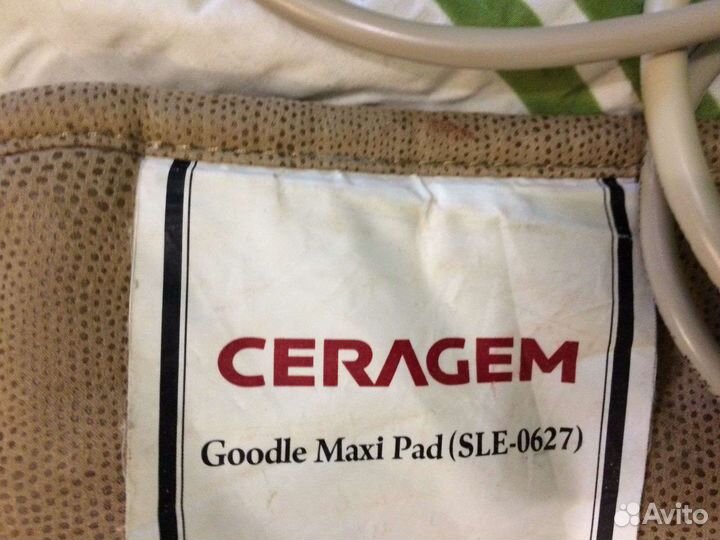 CERAGEM
Goodle Maxi Pad (SLE-0627)
Avito